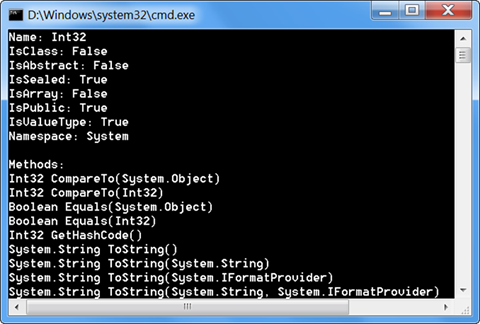 D:\Windows\system32\cmd.exe
Name: Int32
IsClass: False
IsAbstract: False
IsSealed: True
IsArray: False
IsPublic: True
IsValueType: True
Namespace: System
Methods:
Int32 CompareTo(System.Object)
Int32 CompareTo(Int32)
Boolean Equals(System.Object)
Boolean Equals(Int32)
Int32 GetHashCode()
System.String ToString()
System.String ToString(System.String)
System.String ToString(System.IFormatProvider)
System.String ToString(System.String, System.IFormatProvider)